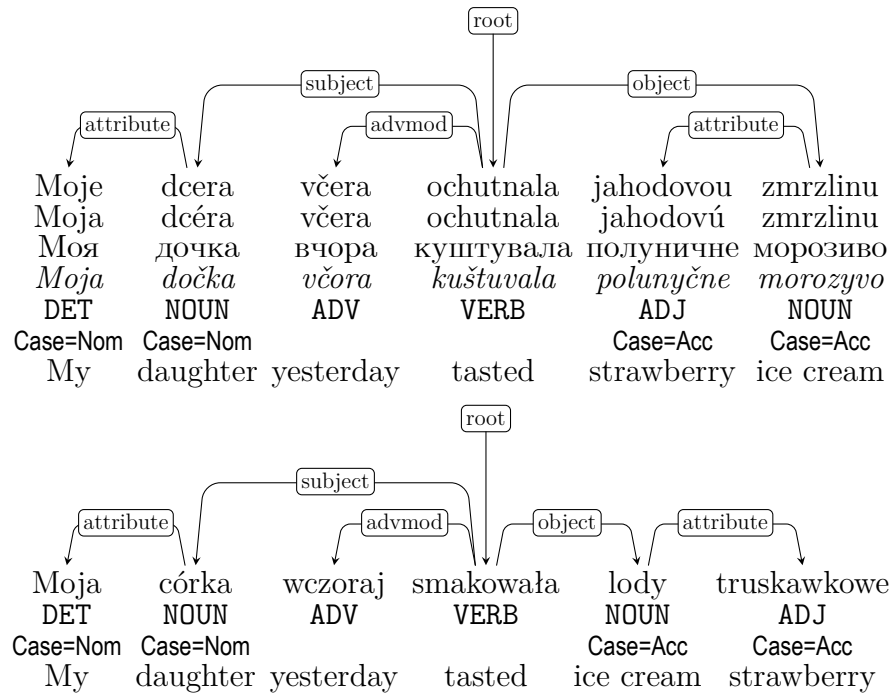 root
subject object
attribute advmod attribute
Moje dcera včera ochutnala jahodovou zmrzlinu
Moja dcéra včera ochutnala jahodovú zmrzlinu
Моя дочка вчора куштувала полуничне морозиво
Moja dočka včora kuštuvala polunyčne morozyvo
DET NOUN ADV VERB ADJ NOUN
Case=Nom Case=Nom Case=Acc Case=Acc
My daughter yesterday tasted strawberry ice cream
root
subject
attribute advmod object attribute
Moja córka wczoraj smakowała lody truskawkowe
DET NOUN ADV VERB NOUN ADJ
Case=Nom Case=Nom Case=Acc Case=Acc
My daughter yesterday tasted ice cream strawberry